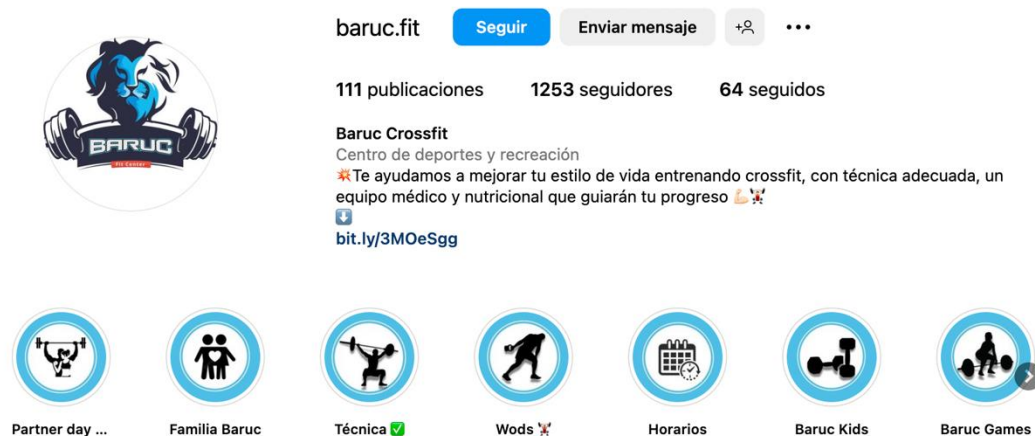 baruc.fit Seguir Enviar mensaje
111 publicaciones 1253 seguidores 64 seguidos
BARUC
Fit Center
Baruc Crossfit
Centro de deportes y recreación
💥Te ayudamos a mejorar tu estilo de vida entrenando crossfit, con técnica adecuada, un
equipo médico y nutricional que guiarán tu progreso 💪🏻🏋🏻
⬇️
bit.ly/3MOeSgg
Partner day ... Familia Baruc Técnica ✅ Wods 🏋🏻 Horarios Baruc Kids Baruc Games